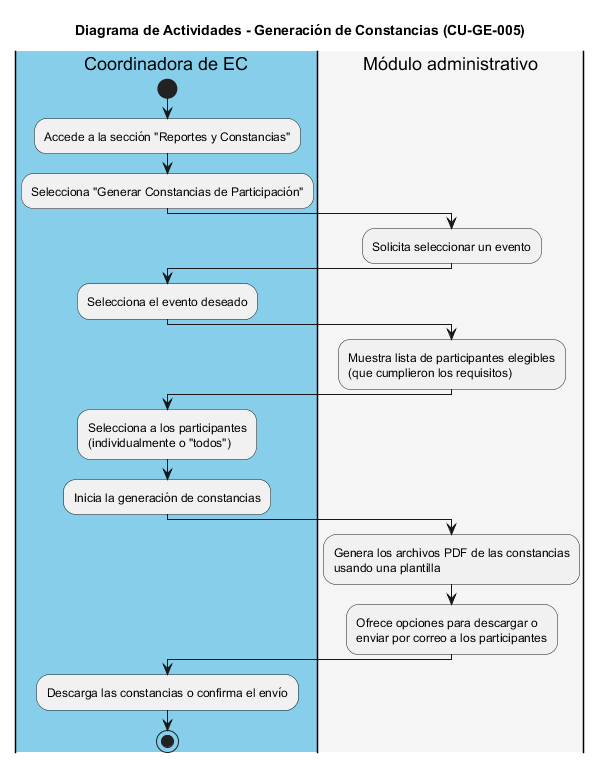 Diagrama de Actividades - Generación de Constancias (CU-GE-005)
Coordinadora de EC
Módulo administrativo
Accede a la sección "Reportes y Constancias"
Selecciona "Generar Constancias de Participación"
Solicita seleccionar un evento
Selecciona el evento deseado
Muestra lista de participantes elegibles
(que cumplieron los requisitos)
Selecciona a los participantes
(individualmente o "todos")
Inicia la generación de constancias
Genera los archivos PDF de las constancias
usando una plantilla
Ofrece opciones para descargar o
enviar por correo a los participantes
Descarga las constancias o confirma el envío